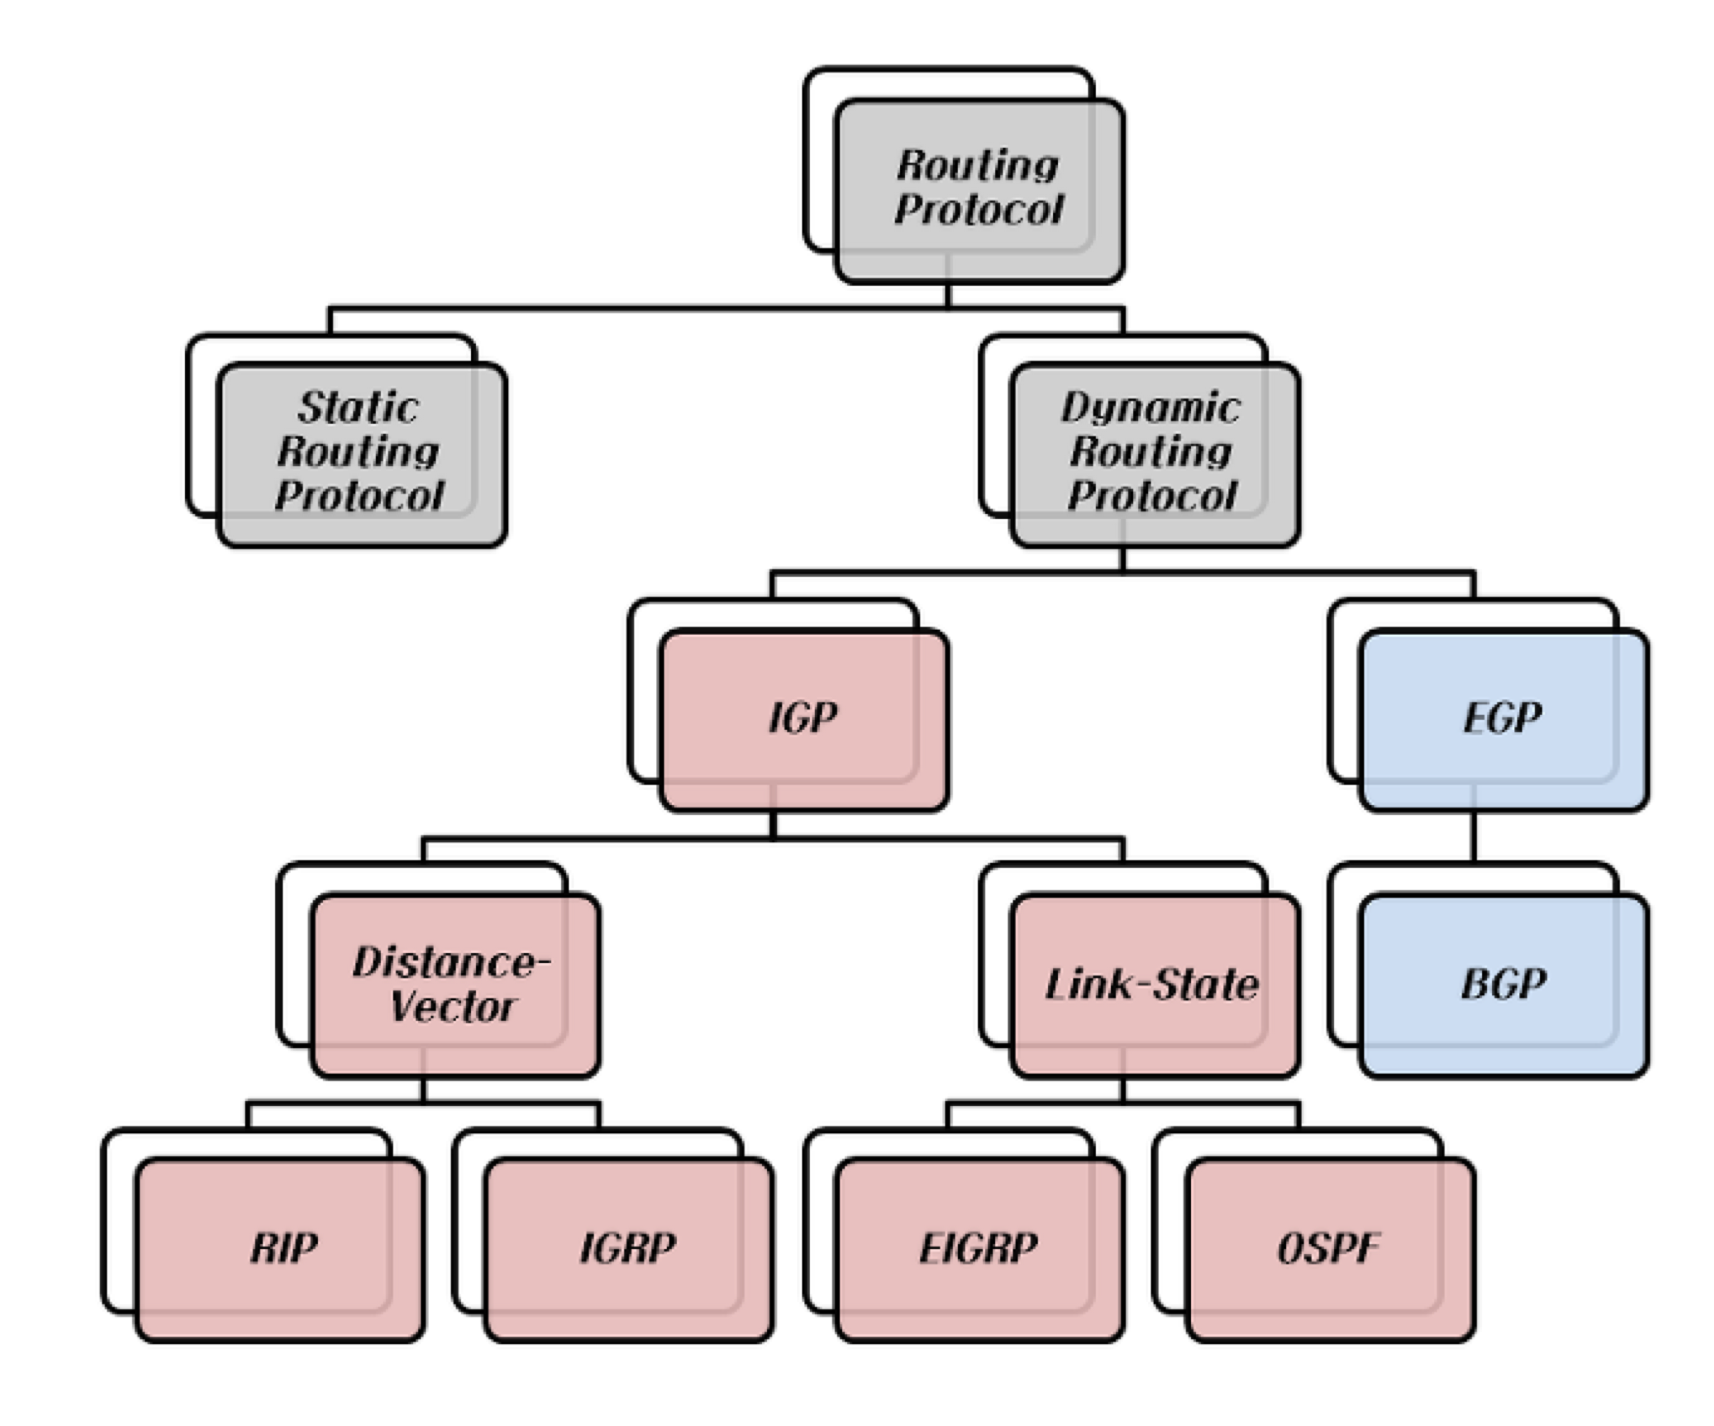 Routing
Protocol
Static
Routing
Protocol
Dynamic
Routing
Protocol
IGP
EGP
Distance-
Vector
Link-State
BGP
RIP
IGRP
EIGRP
OSPF